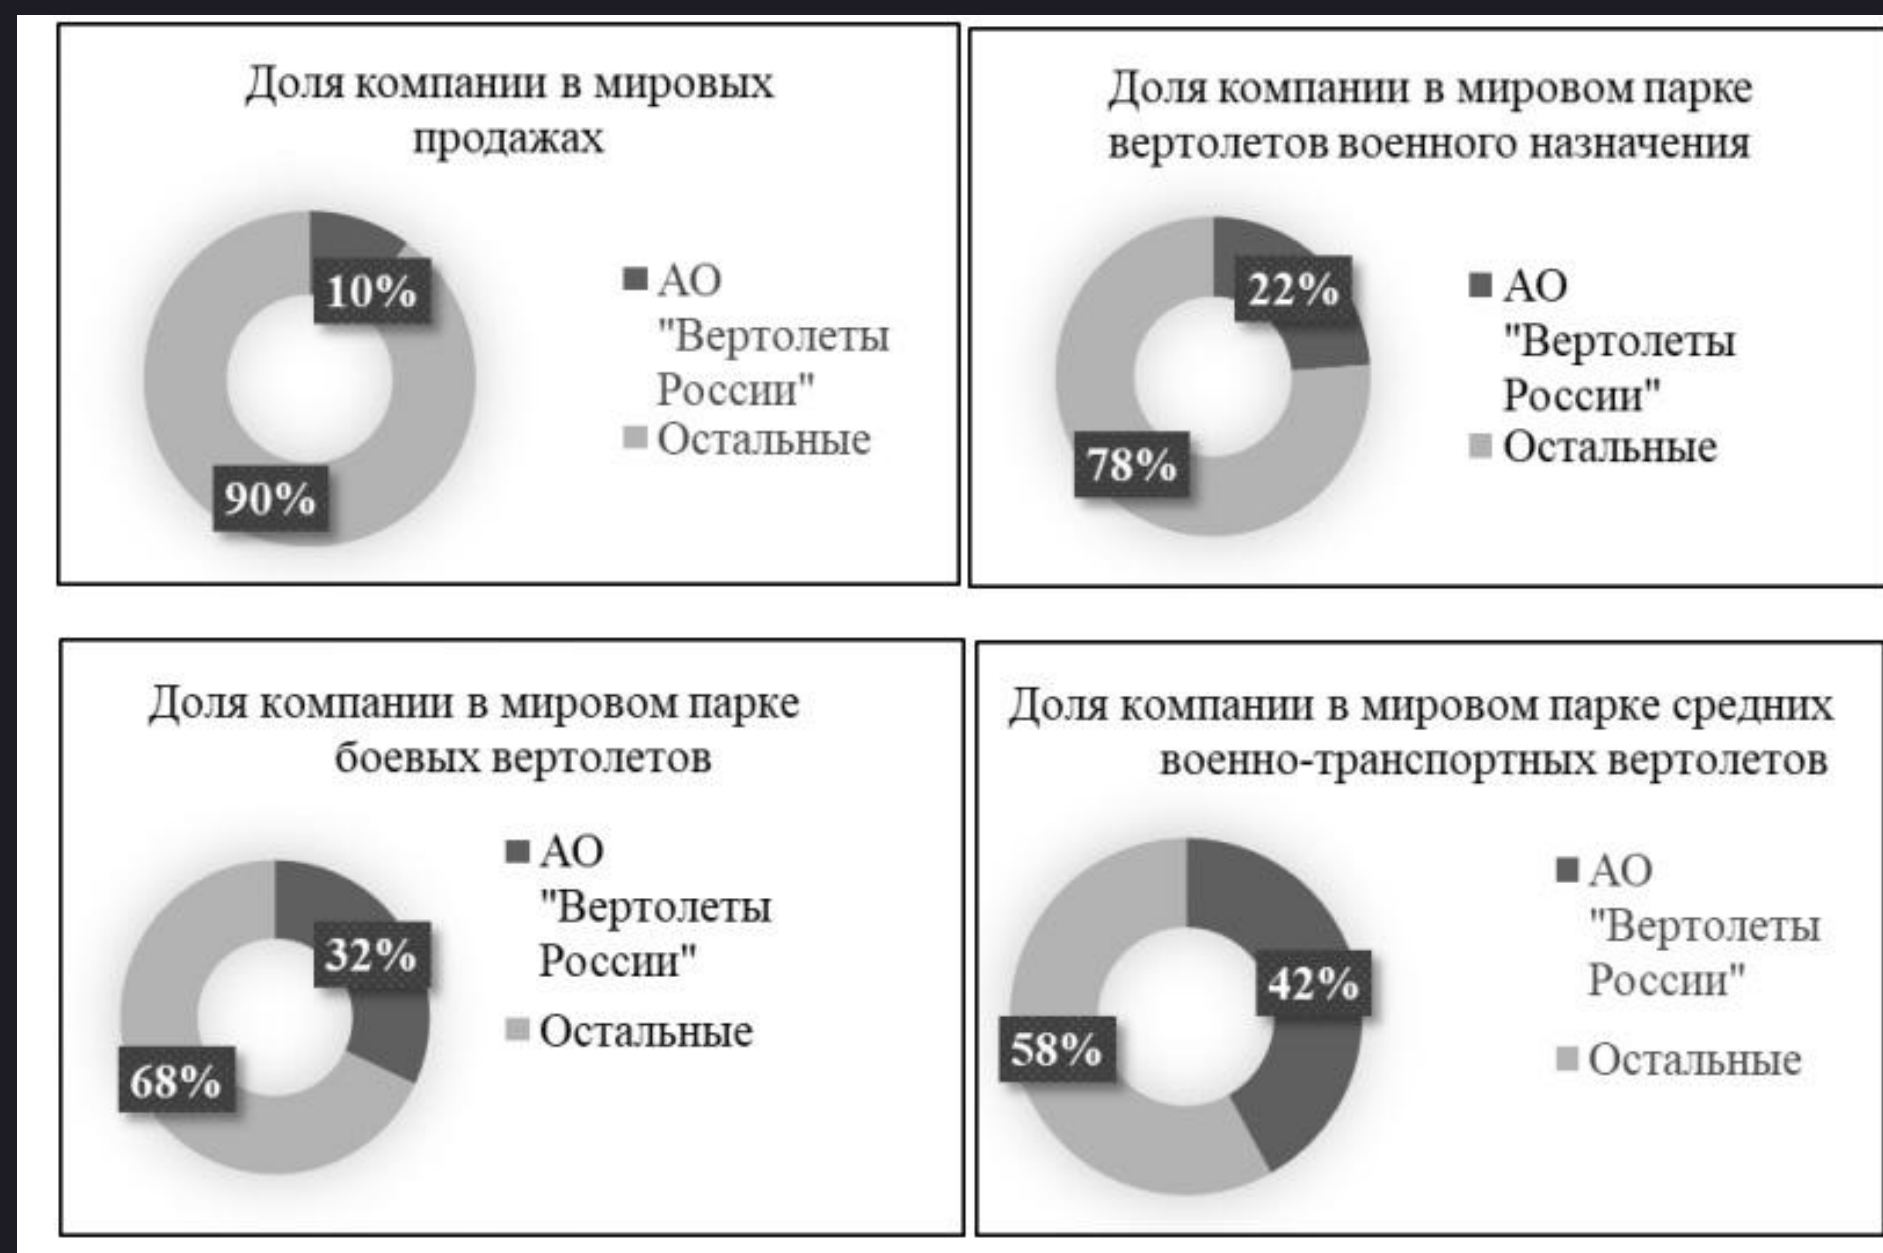 Доля компании в мировых
продажах
10%
90%
АО
"Вертолеты
России"
Остальные
Доля компании в мировом парке
вертолетов военного назначения
22%
78%
АО
"Вертолеты
России"
Остальные
Доля компании в мировом парке
боевых вертолетов
32%
68%
АО
"Вертолеты
России"
Остальные
Доля компании в мировом парке средних
военно-транспортных вертолетов
42%
58%
АО
"Вертолеты
России"
Остальные